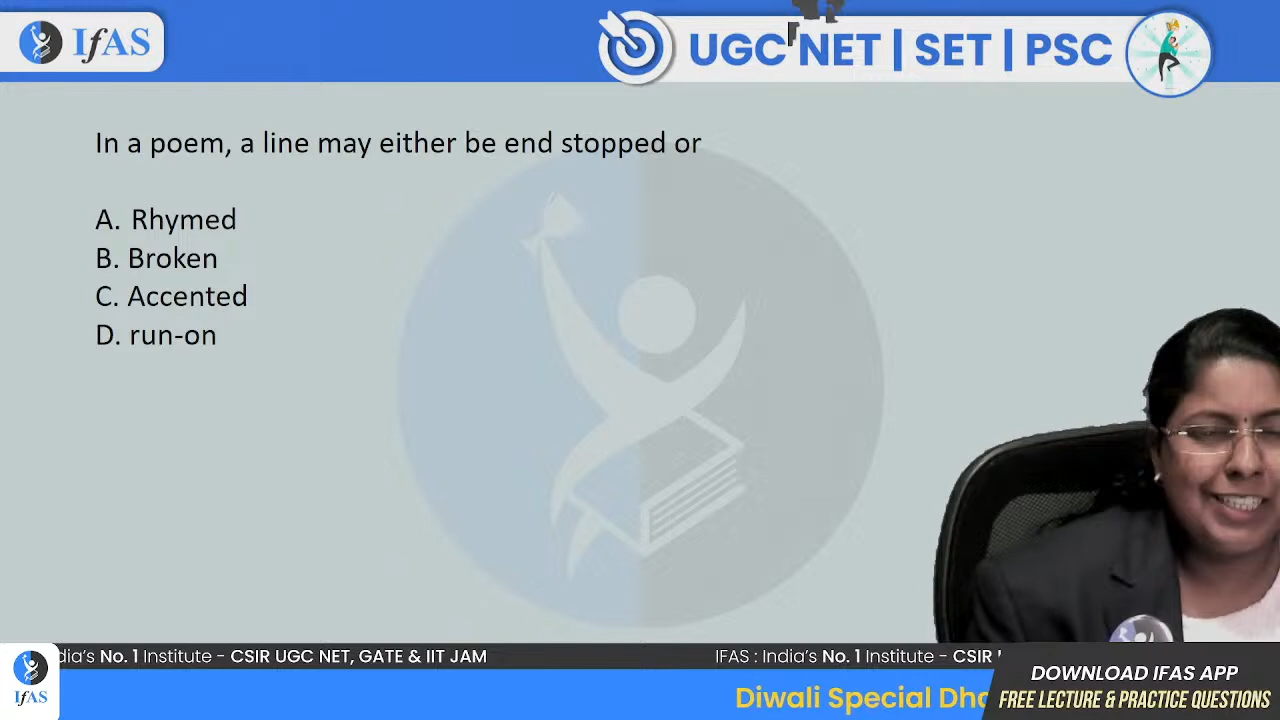 IfAS
UGC NET | SET | PSC
In a poem, a line may either be end stopped or
A. Rhymed
B. Broken
C. Accented
D. run-on
India's No. 1 Institute - CSIR UGC NET, GATE & IIT JAM
IFAS : India's No. 1 Institute - CSIR
IfAS
Diwali Special
DOWNLOAD IFAS APP
FREE LECTURE & PRACTICE QUESTIONS